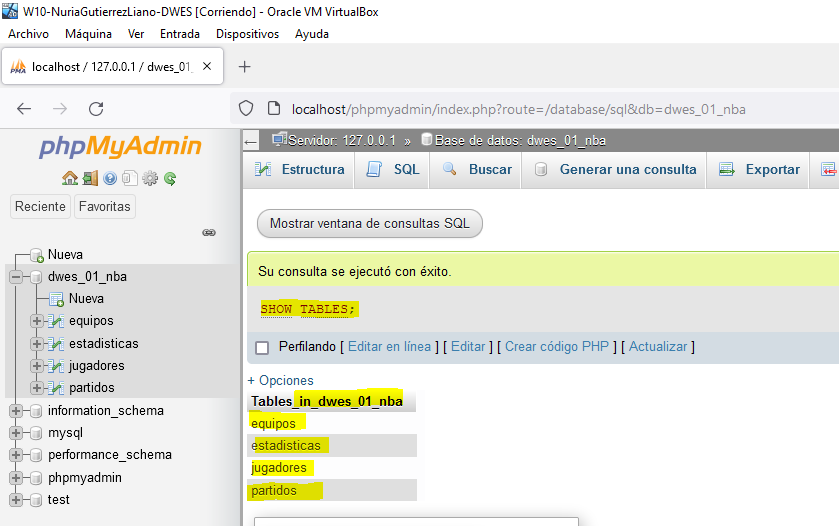 W10-NuriaGutierrezLiano-DWES [Corriendo] - Oracle VM VirtualBox
Archivo Máquina Ver Entrada Dispositivos Ayuda
PMA localhost / 127.0.0.1 / dwes_01_
localhost/phpmyadmin/index.php?route=/database/sql&db=dwes_01_nba
phpMyAdmin
Servidor: 127.0.0.1 » Base de datos: dwes_01_nba
Estructura SQL Buscar Generar una consulta Exportar
Reciente Favoritas
Mostrar ventana de consultas SQL
Nueva
dwes_01_nba
Nueva
equipos
estadisticas
jugadores
partidos
information_schema
mysql
performance_schema
phpmyadmin
test
Su consulta se ejecutó con éxito.
SHOW TABLES;
Perfilando [ Editar en línea ] [ Editar ] [ Crear código PHP ] [ Actualizar ]
+ Opciones
Tables_in_dwes_01_nba
equipos
estadisticas
jugadores
partidos